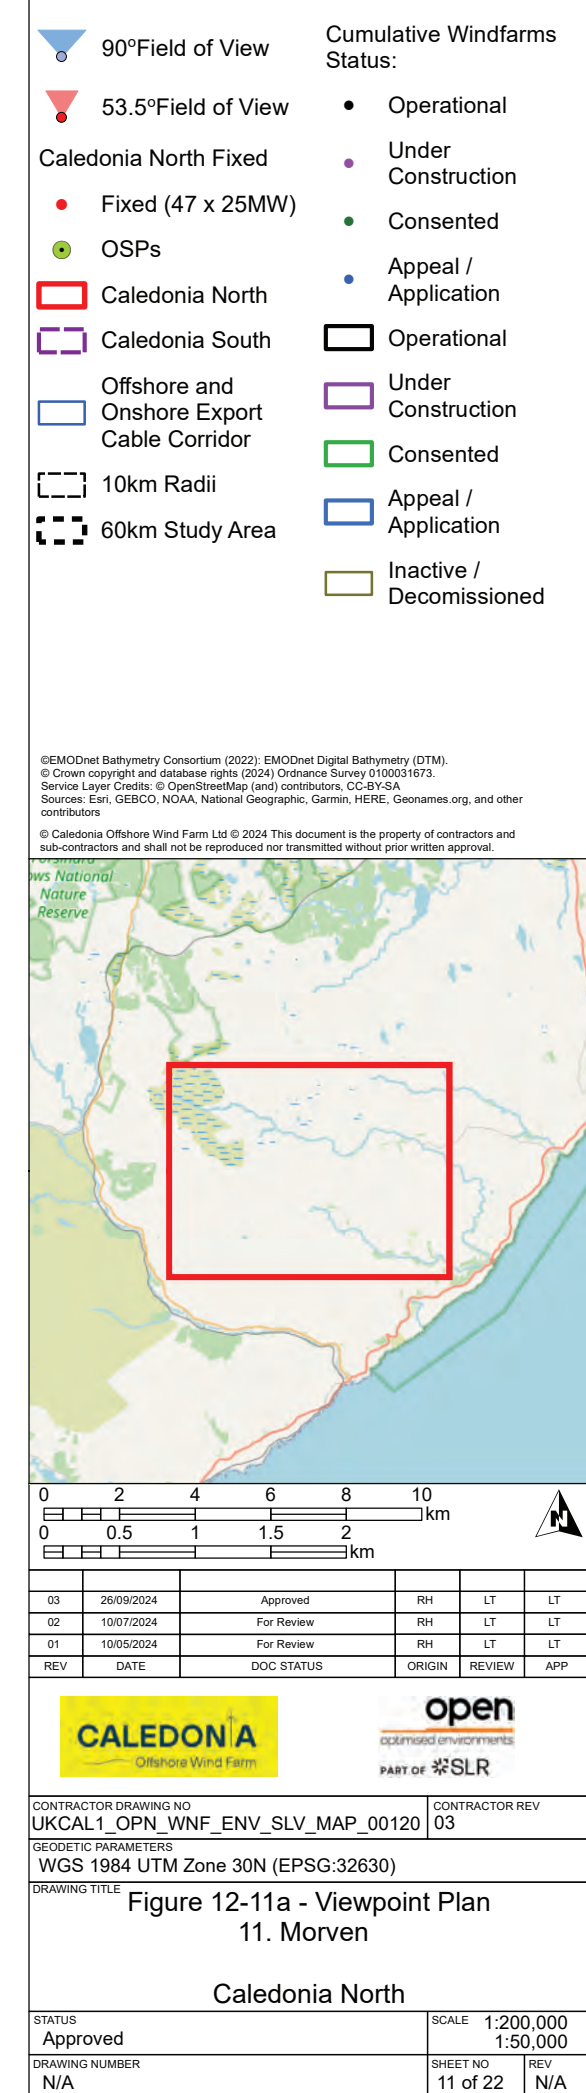 90°Field of View
53.5°Field of View
Caledonia North Fixed
Fixed (47 x 25MW)
OSPs
Caledonia North
Caledonia South
Offshore and
Onshore Export
Cable Corridor
10km Radii
60km Study Area
Cumulative Windfarms
Status:
Operational
Under
Construction
Consented
Appeal /
Application
Operational
Under
Construction
Consented
Appeal /
Application
Inactive /
Decomissioned
©EMODnet Bathymetry Consortium (2022): EMODnet Digital Bathymetry (DTM).
© Crown copyright and database rights (2024) Ordnance Survey 0100031673.
Service Layer Credits: © OpenStreetMap (and) contributors, CC-BY-SA
Sources: Esri, GEBCO, NOAA, National Geographic, Garmin, HERE, Geonames.org, and other
contributors
© Caledonia Offshore Wind Farm Ltd © 2024 This document is the property of contractors and
sub-contractors and shall not be reproduced nor transmitted without prior written approval.
ows National
Nature
Reserve
0 2 4 6 8 10
km
0 0.5 1 1.5 2
km
N
03 26/09/2024 Approved RH LT LT
02 10/07/2024 For Review RH LT LT
01 10/05/2024 For Review RH LT LT
REV DATE DOC STATUS ORIGIN REVIEW APP
CALEDONIA
Offshore Wind Farm
open
optimised environments
PART OF SLR
CONTRACTOR DRAWING NO
UKCAL1_OPN_WNF_ENV_SLV_MAP_00120
CONTRACTOR REV
03
GEODETIC PARAMETERS
WGS 1984 UTM Zone 30N (EPSG:32630)
DRAWING TITLE
Figure 12-11a - Viewpoint Plan
11. Morven
Caledonia North
STATUS
Approved
SCALE 1:200,000
1:50,000
DRAWING NUMBER
N/A
SHEET NO
11 of 22
REV
N/A